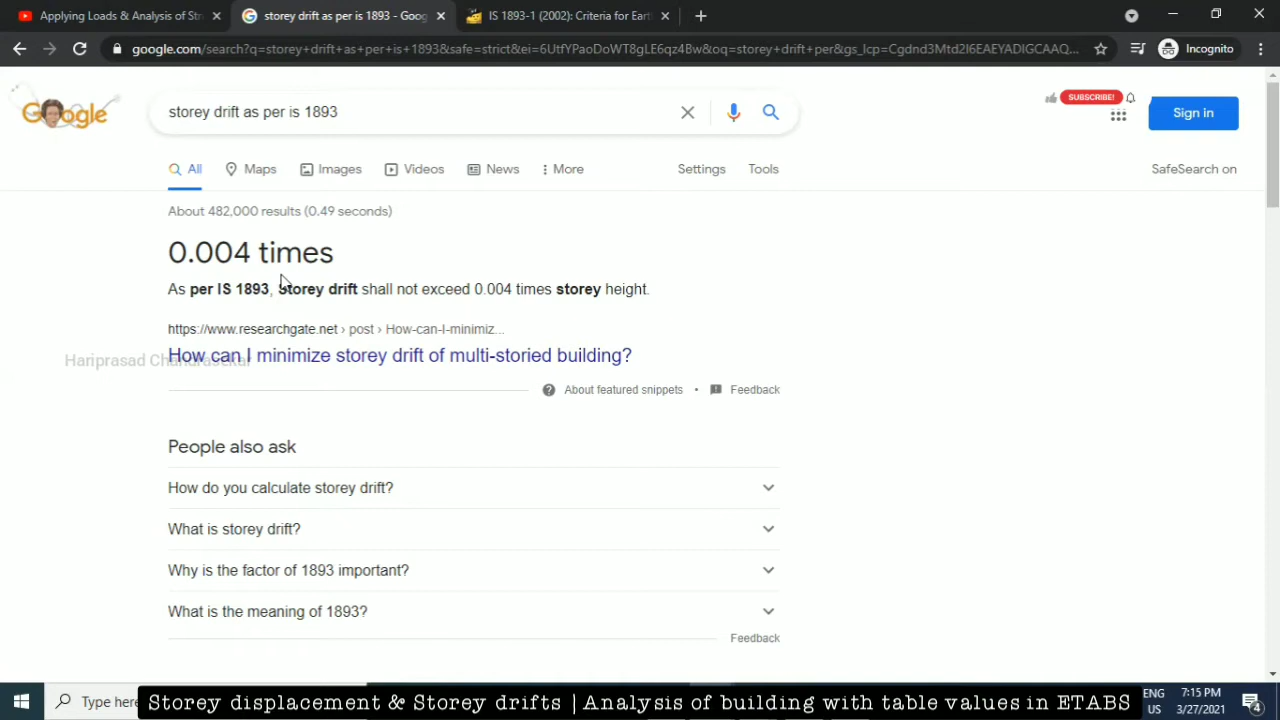 Applying Loads & Analysis of Str
storey drift as per is 1893 - Goog
IS 1893-1 (2002): Criteria for Eart
google.com/search?q=storey+drift+as+per+is+1893&safe=strict&ei=6UtfYPaoDoWT8gLE6qz4Bw&oq=storey+drift+per&gs_lcp=Cgdnd3Mtd2l6EAEYADIGCAAQ...
Incognito
Google
storey drift as per is 1893
SUBSCRIBE!
Sign in
All
Maps
Images
Videos
News
More
Settings
Tools
SafeSearch on
About 482,000 results (0.49 seconds)
0.004 times
As per IS 1893, Storey drift shall not exceed 0.004 times storey height.
https://www.researchgate.net › post › How-can-I-minimiz...
How can I minimize storey drift of multi-storied building?
Hariprasad Chandrasekar
About featured snippets • Feedback
People also ask
How do you calculate storey drift?
What is storey drift?
Why is the factor of 1893 important?
What is the meaning of 1893?
Feedback
Type here
Storey displacement & Storey drifts | Analysis of building with table values in ETABS
ENG
US
7:15 PM
3/27/2021
4